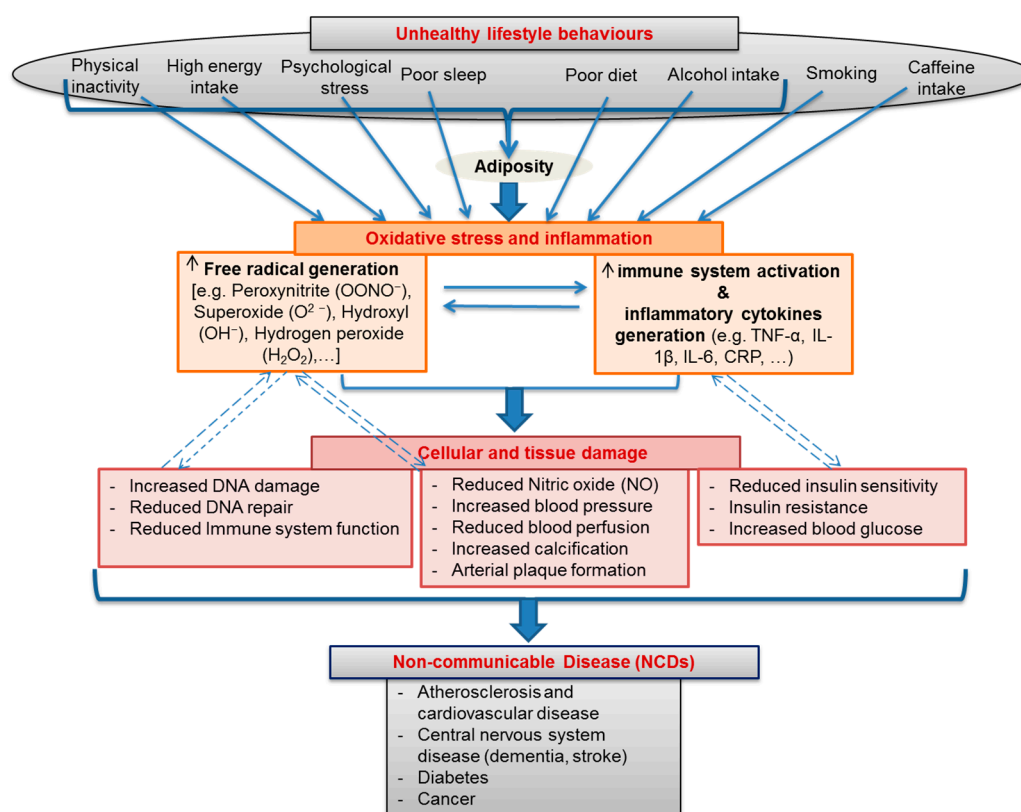 Unhealthy lifestyle behaviours
Physical
inactivity
High energy
intake
Psychological
stress
Poor sleep
Poor diet
Alcohol intake
Smoking
Caffeine
intake
Adiposity
Oxidative stress and inflammation
↑ Free radical generation
[e.g. Peroxynitrite (OONO⁻),
Superoxide (O²⁻), Hydroxyl
(OH⁻), Hydrogen peroxide
(H₂O₂),…]
↑ immune system activation
&
inflammatory cytokines
generation (e.g. TNF-α, IL-
1β, IL-6, CRP, …)
Cellular and tissue damage
- Increased DNA damage
- Reduced DNA repair
- Reduced Immune system function
- Reduced Nitric oxide (NO)
- Increased blood pressure
- Reduced blood perfusion
- Increased calcification
- Arterial plaque formation
- Reduced insulin sensitivity
- Insulin resistance
- Increased blood glucose
Non-communicable Disease (NCDs)
- Atherosclerosis and
cardiovascular disease
- Central nervous system
disease (dementia, stroke)
- Diabetes
- Cancer